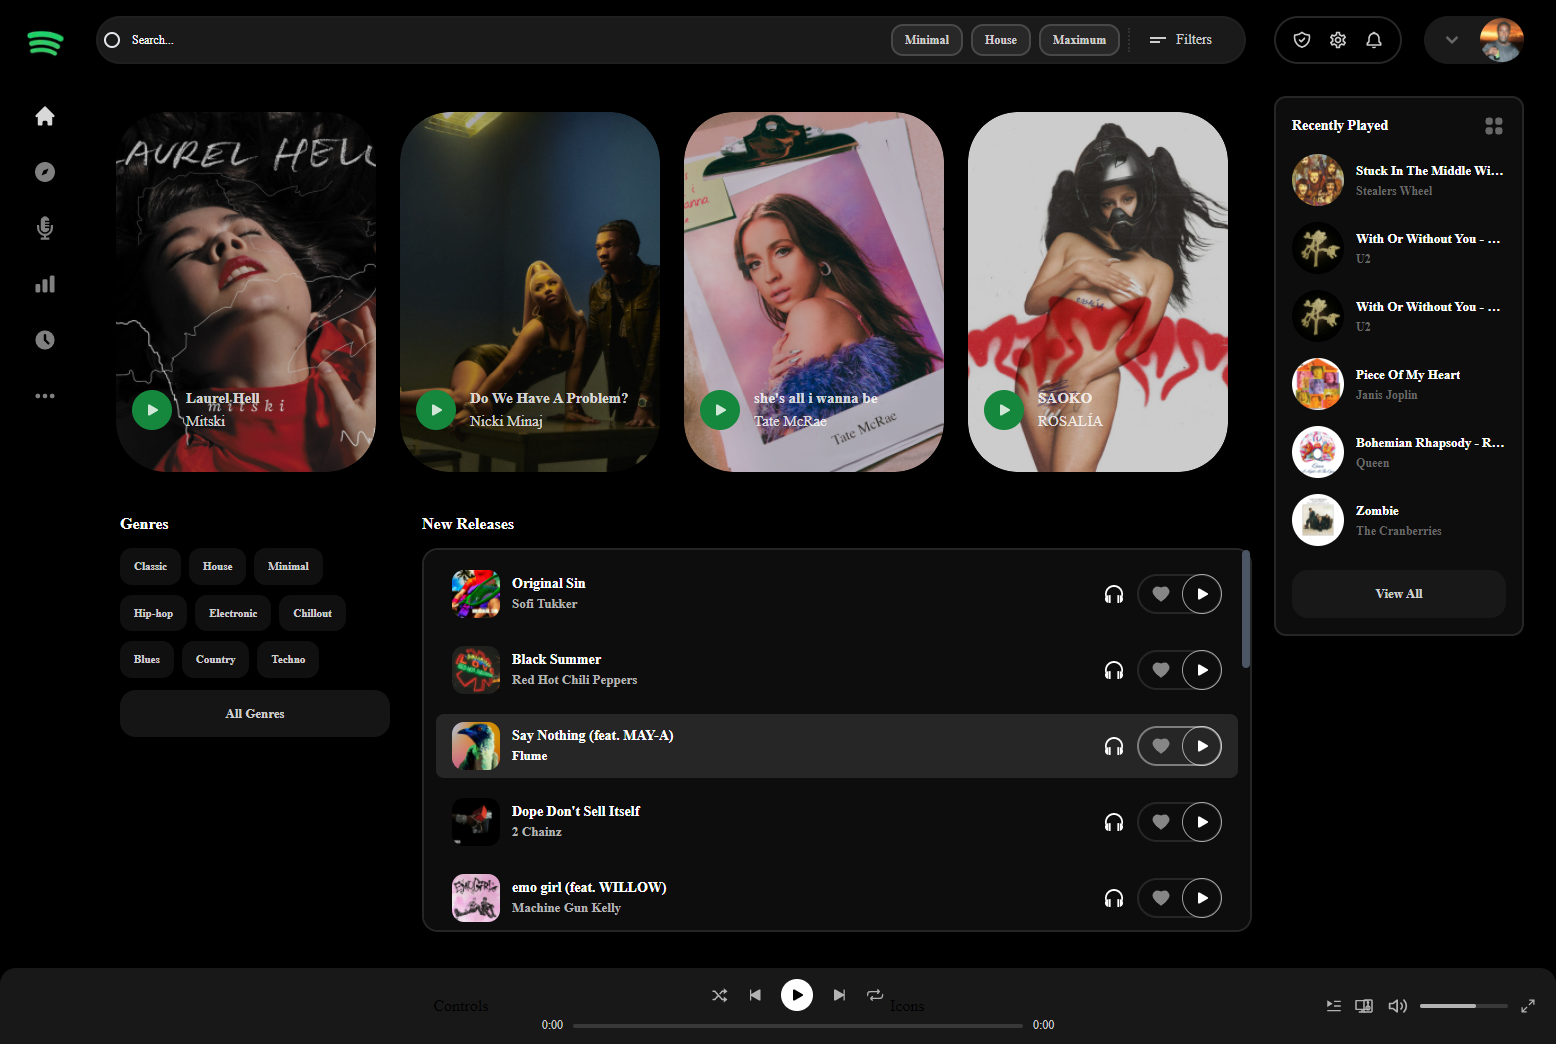 Search...
Minimal
House
Maximum
Filters
LAUREL HELL
mitski
Laurel Hell
Mitski
Do We Have A Problem?
Nicki Minaj
she's all i wanna be
Tate McRae
Tate McRae
SAOKO
ROSALÍA
Recently Played
Stuck In The Middle Wi...
Stealers Wheel
With Or Without You - ...
U2
With Or Without You - ...
U2
Piece Of My Heart
Janis Joplin
Bohemian Rhapsody - R...
Queen
Zombie
The Cranberries
View All
Genres
Classic
House
Minimal
Hip-hop
Electronic
Chillout
Blues
Country
Techno
All Genres
New Releases
Original Sin
Sofi Tukker
Black Summer
Red Hot Chili Peppers
Say Nothing (feat. MAY-A)
Flume
Dope Don't Sell Itself
2 Chainz
emo girl (feat. WILLOW)
Machine Gun Kelly
Controls
Icons
0:00
0:00